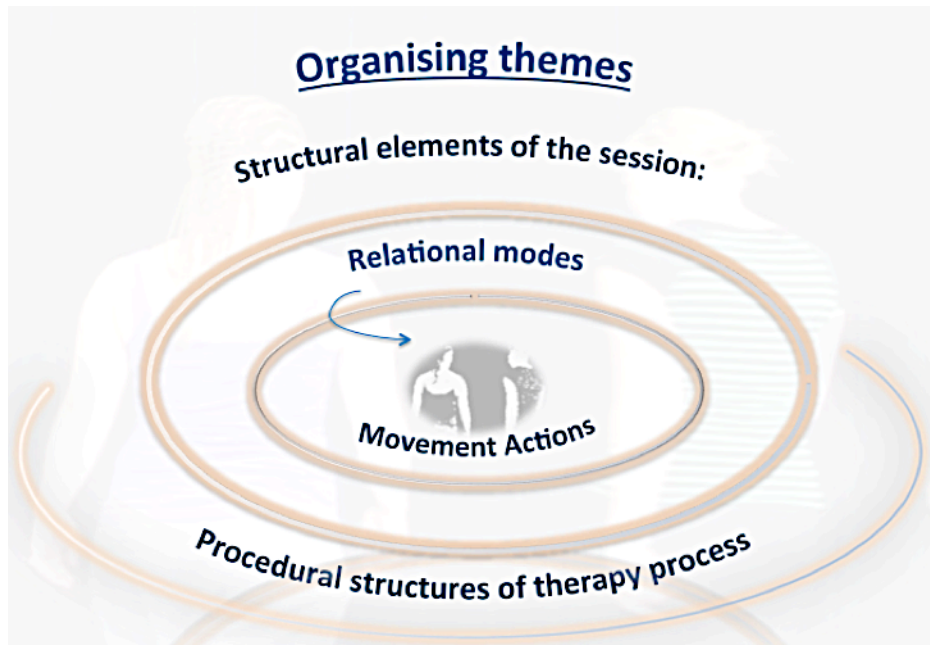 Organising themes
Structural elements of the session:
Relational modes
Movement Actions
Procedural structures of therapy process